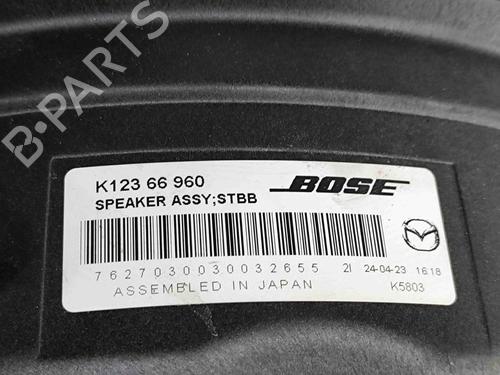 B-PARTS
K123 66 960
BOSE
SPEAKER ASSY;STBB
7627030030032655 2I 24-04-23 16:18
ASSEMBLED IN JAPAN K5803